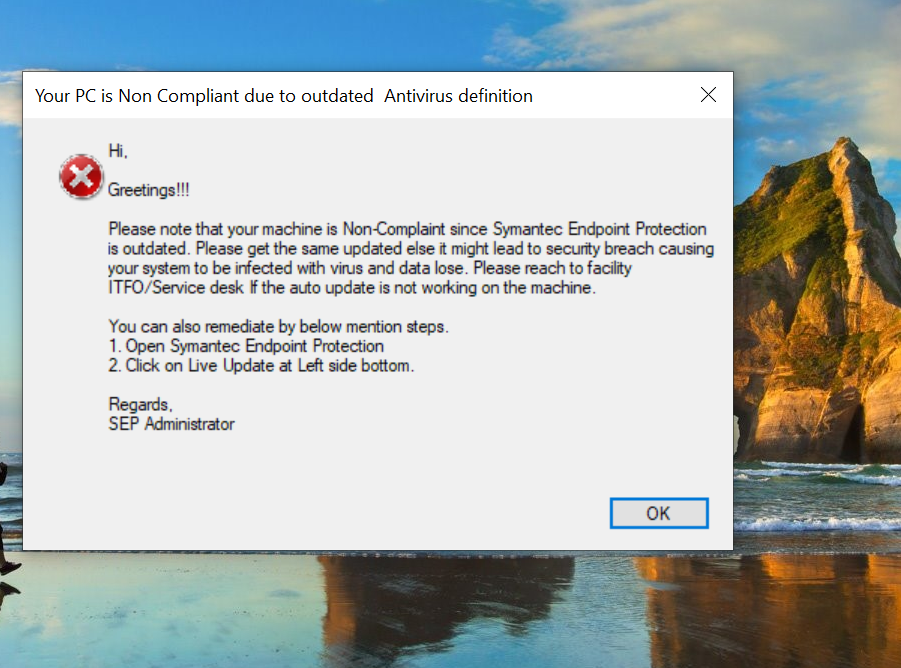 Your PC is Non Compliant due to outdated  Antivirus definition
Hi,
Greetings!!!
Please note that your machine is Non-Complaint since Symantec Endpoint Protection
is outdated. Please get the same updated else it might lead to security breach causing
your system to be infected with virus and data lose. Please reach to facility
ITFO/Service desk If the auto update is not working on the machine.
You can also remediate by below mention steps.
1. Open Symantec Endpoint Protection
2. Click on Live Update at Left side bottom.
Regards,
SEP Administrator
OK